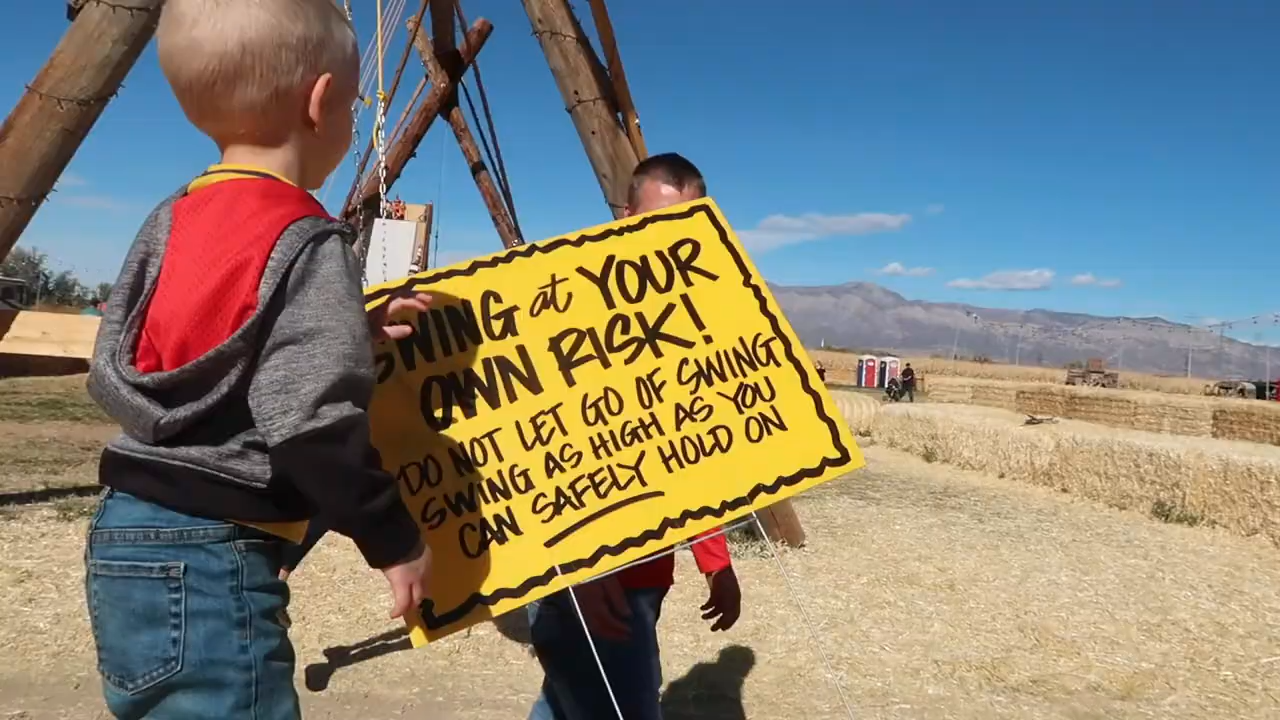 SWING at YOUR
OWN RISK!
DO NOT LET GO OF SWING
SWING AS HIGH AS YOU
CAN SAFELY HOLD ON